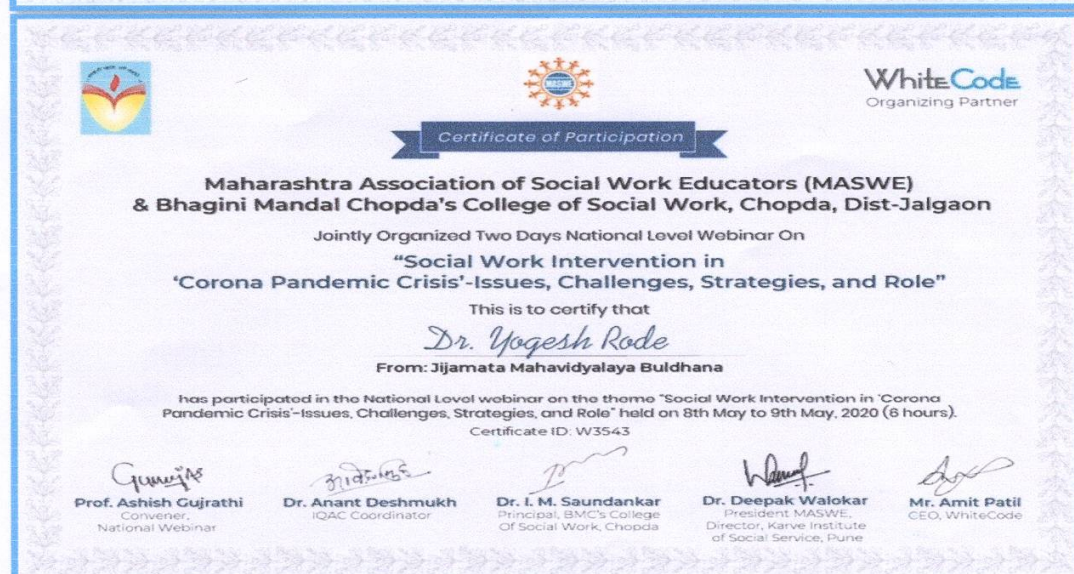 MASWE
WhiteCode
Organizing Partner
Certificate of Participation
Maharashtra Association of Social Work Educators (MASWE)
& Bhagini Mandal Chopda's College of Social Work, Chopda, Dist-Jalgaon
Jointly Organized Two Days National Level Webinar On
"Social Work Intervention in
'Corona Pandemic Crisis'-Issues, Challenges, Strategies, and Role"
This is to certify that
Dr. Yogesh Rode
From: Jijamata Mahavidyalaya Buldhana
has participated in the National Level webinar on the theme "Social Work Intervention in 'Corona
Pandemic Crisis'-Issues, Challenges, Strategies, and Role" held on 8th May to 9th May, 2020 (6 hours).
Certificate ID: W3543
Prof. Ashish Gujrathi
Convener,
National Webinar
Dr. Anant Deshmukh
IQAC Coordinator
Dr. I. M. Saundankar
Principal, BMC's College
Of Social Work, Chopda
Dr. Deepak Walokar
President MASWE,
Director, Karve Institute
of Social Service, Pune
Mr. Amit Patil
CEO, WhiteCode